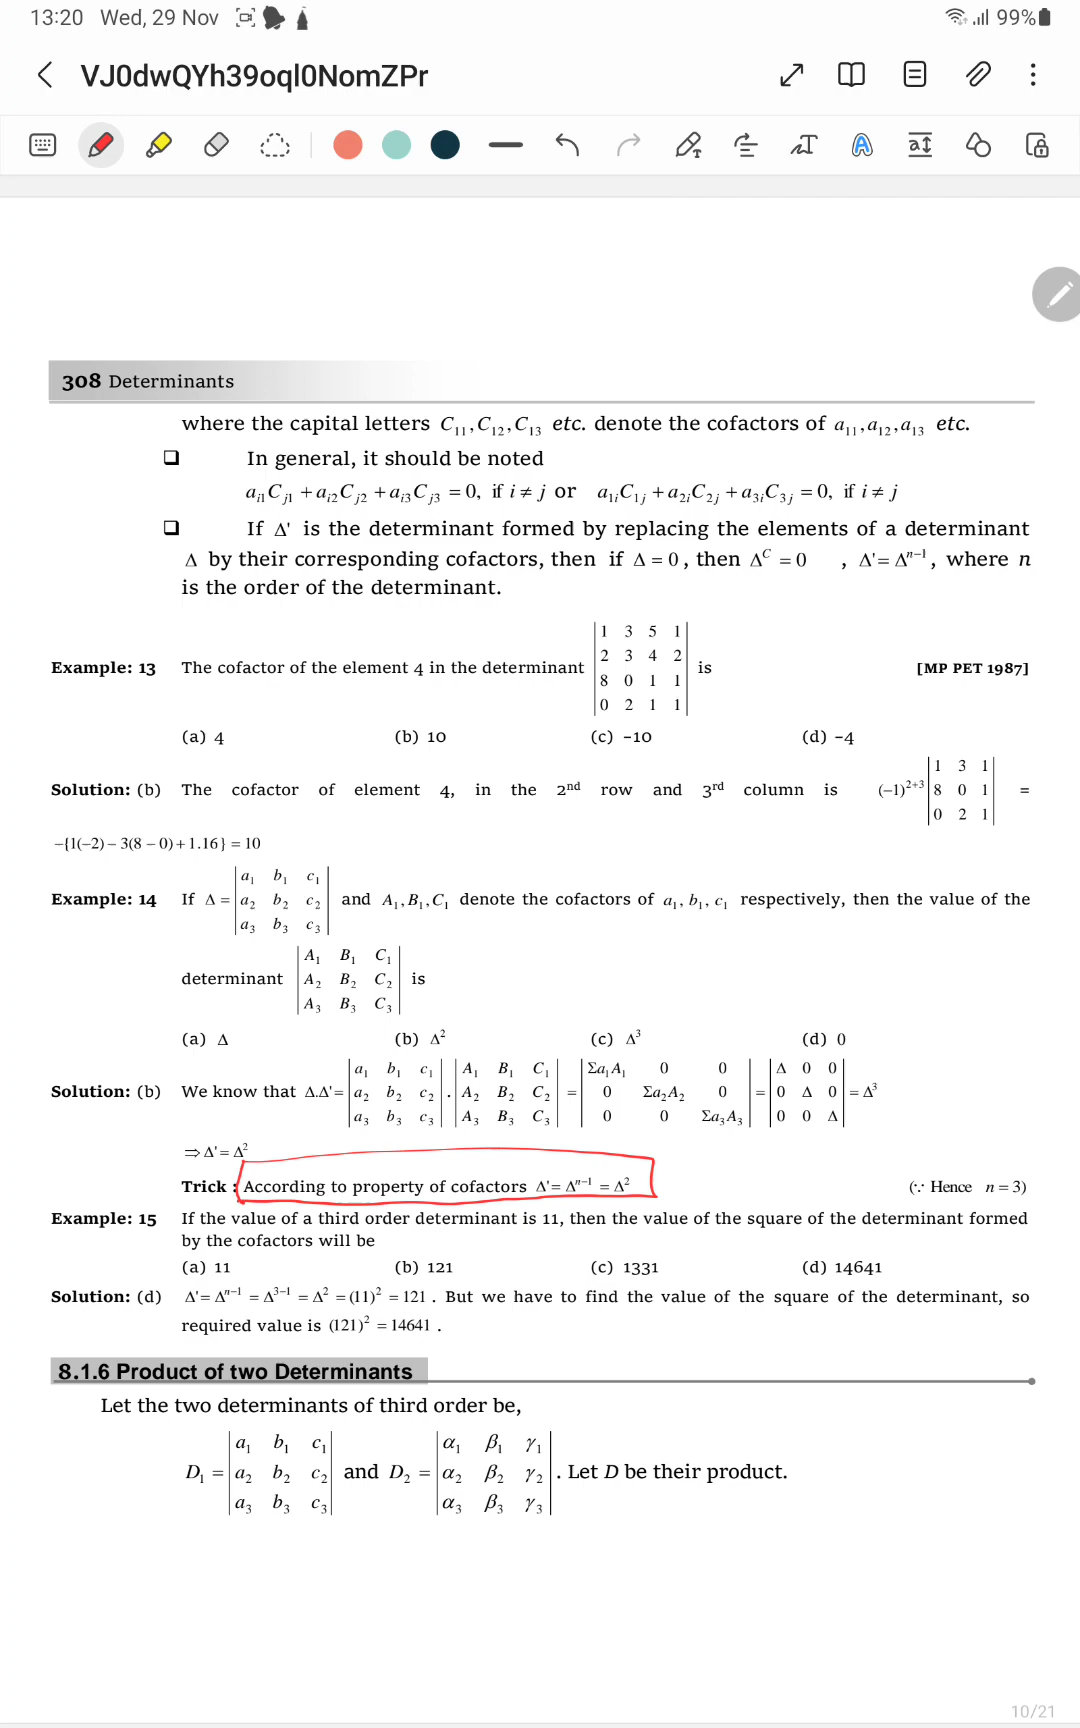 13:20 Wed, 29 Nov
99%
VJ0dwQYh39oql0NomZPr
308 Determinants
where the capital letters C₁₁, C₁₂, C₁₃ etc. denote the cofactors of a₁₁, a₁₂, a₁₃ etc.
❑ In general, it should be noted
aᵢ₁Cⱼ₁ + aᵢ₂Cⱼ₂ + aᵢ₃Cⱼ₃ = 0, if i ≠ j or a₁ᵢC₁ⱼ + a₂ᵢC₂ⱼ + a₃ᵢC₃ⱼ = 0, if i ≠ j
❑ If Δ' is the determinant formed by replacing the elements of a determinant
Δ by their corresponding cofactors, then if Δ = 0, then Δᶜ = 0 , Δ' = Δⁿ⁻¹, where n
is the order of the determinant.
Example: 13 The cofactor of the element 4 in the determinant
|1 3 5 1|
|2 3 4 2|
|8 0 1 1|
|0 2 1 1|
is [MP PET 1987]
(a) 4 (b) 10 (c) −10 (d) −4
Solution: (b) The cofactor of element 4, in the 2nd row and 3rd column is (−1)²⁺³
|1 3 1|
|8 0 1|
|0 2 1|
=
−{1(−2) − 3(8 − 0) + 1.16} = 10
Example: 14 If Δ =
|a₁ b₁ c₁|
|a₂ b₂ c₂|
|a₃ b₃ c₃|
and A₁, B₁, C₁ denote the cofactors of a₁, b₁, c₁ respectively, then the value of the
determinant
|A₁ B₁ C₁|
|A₂ B₂ C₂|
|A₃ B₃ C₃|
is
(a) Δ (b) Δ² (c) Δ³ (d) 0
Solution: (b) We know that Δ.Δ' =
|a₁ b₁ c₁| |A₁ B₁ C₁| |Σa₁A₁ 0 0| |Δ 0 0|
|a₂ b₂ c₂| . |A₂ B₂ C₂| = |0 Σa₂A₂ 0| = |0 Δ 0| = Δ³
|a₃ b₃ c₃| |A₃ B₃ C₃| |0 0 Σa₃A₃| |0 0 Δ|
⇒ Δ' = Δ²
Trick : According to property of cofactors Δ' = Δⁿ⁻¹ = Δ² (∵ Hence n = 3)
Example: 15 If the value of a third order determinant is 11, then the value of the square of the determinant formed
by the cofactors will be
(a) 11 (b) 121 (c) 1331 (d) 14641
Solution: (d) Δ' = Δⁿ⁻¹ = Δ³⁻¹ = Δ² = (11)² = 121 . But we have to find the value of the square of the determinant, so
required value is (121)² = 14641 .
8.1.6 Product of two Determinants
Let the two determinants of third order be,
|a₁ b₁ c₁| |α₁ β₁ γ₁|
D₁ = |a₂ b₂ c₂| and D₂ = |α₂ β₂ γ₂| . Let D be their product.
|a₃ b₃ c₃| |α₃ β₃ γ₃|
10/21